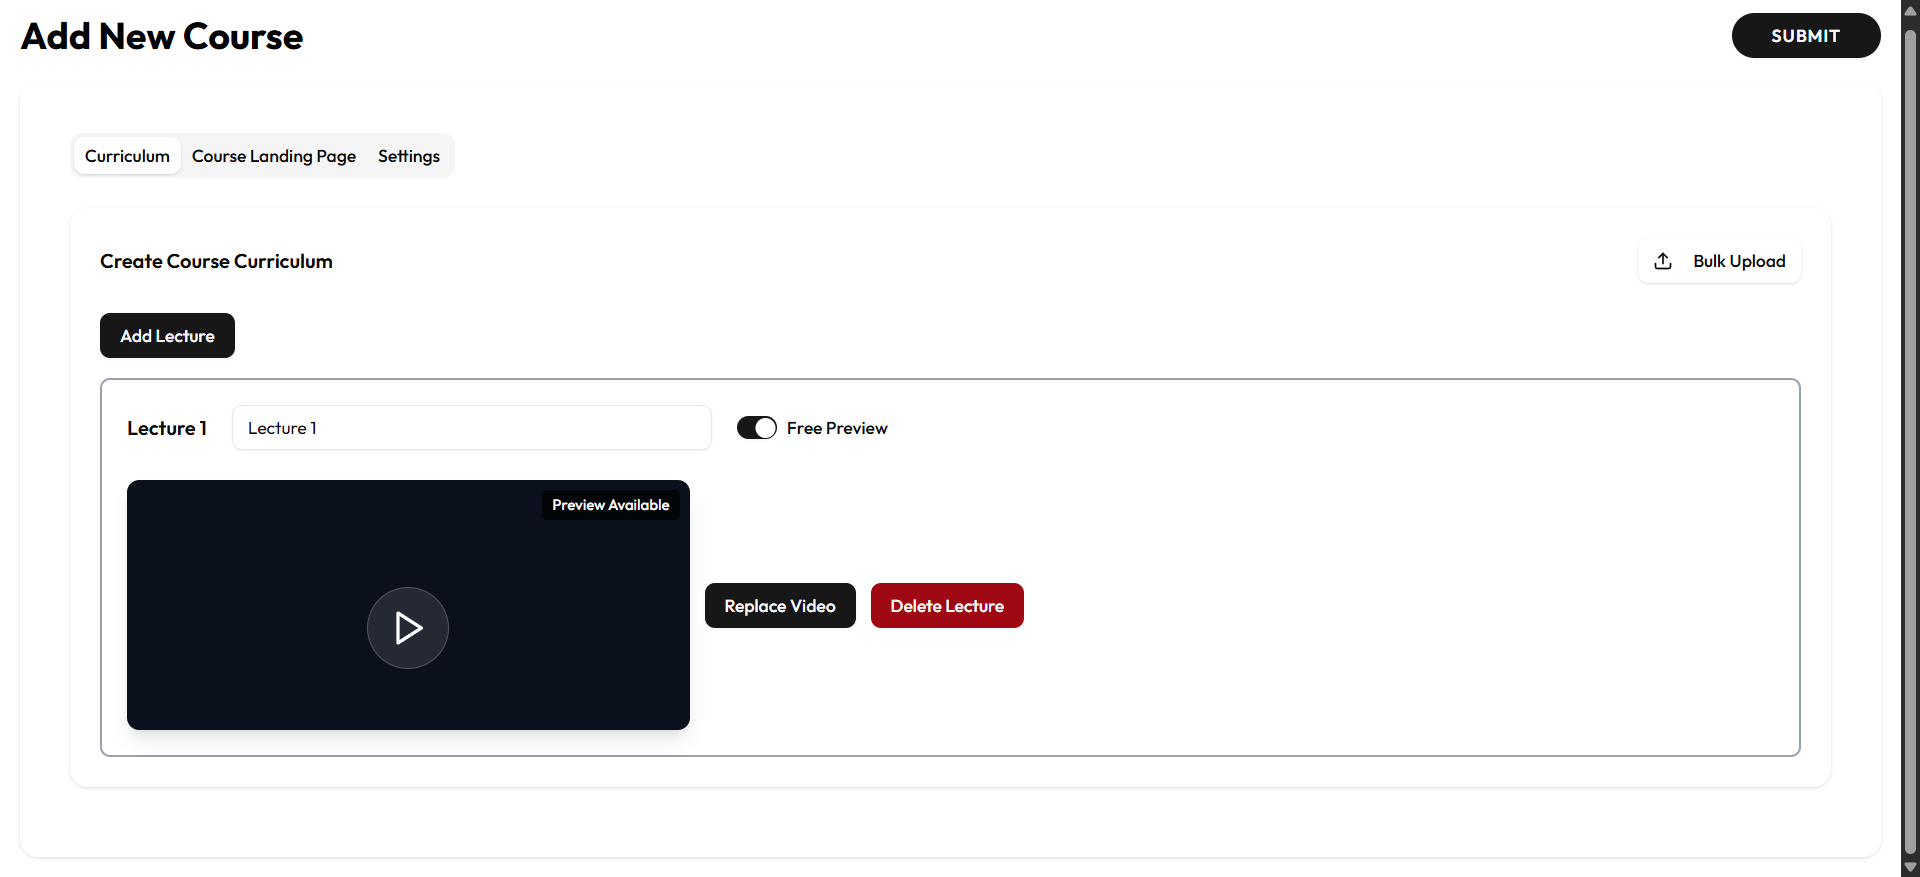 Add New Course
SUBMIT
Curriculum Course Landing Page Settings
Create Course Curriculum
Bulk Upload
Add Lecture
Lecture 1
Lecture 1
Free Preview
Preview Available
Replace Video
Delete Lecture